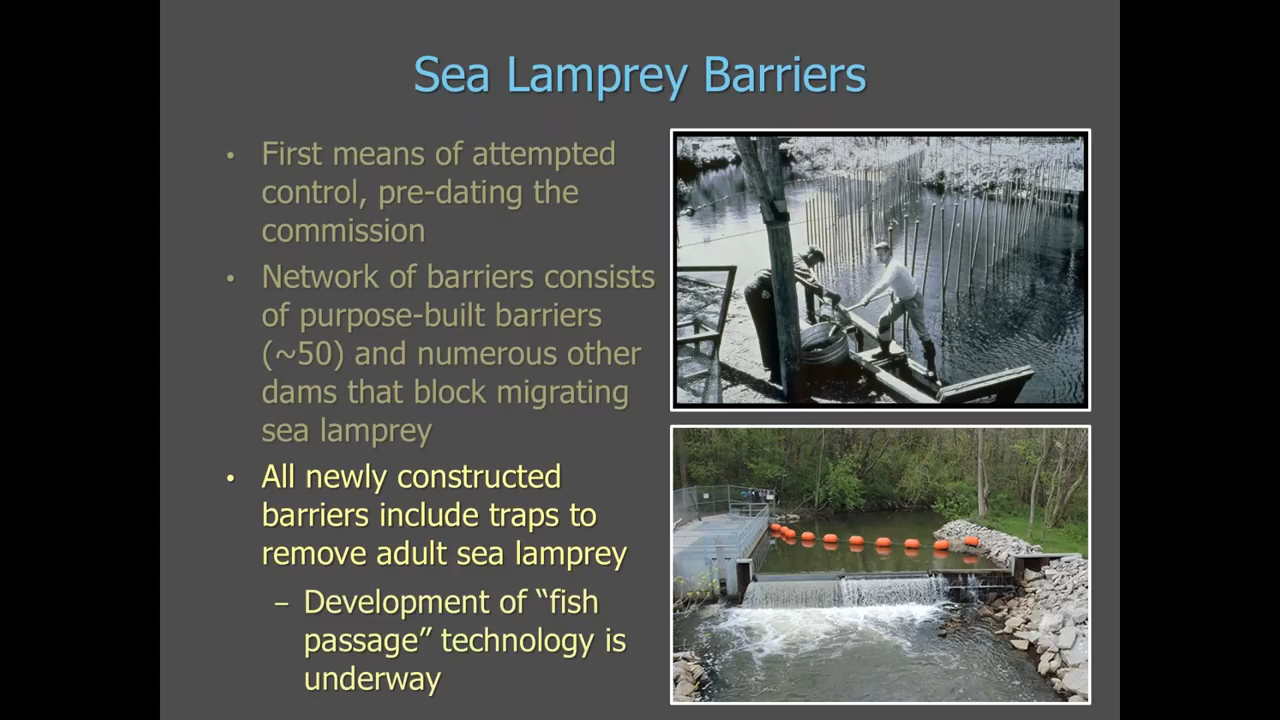 Sea Lamprey Barriers
• First means of attempted
control, pre-dating the
commission
• Network of barriers consists
of purpose-built barriers
(~50) and numerous other
dams that block migrating
sea lamprey
• All newly constructed
barriers include traps to
remove adult sea lamprey
– Development of “fish
passage” technology is
underway